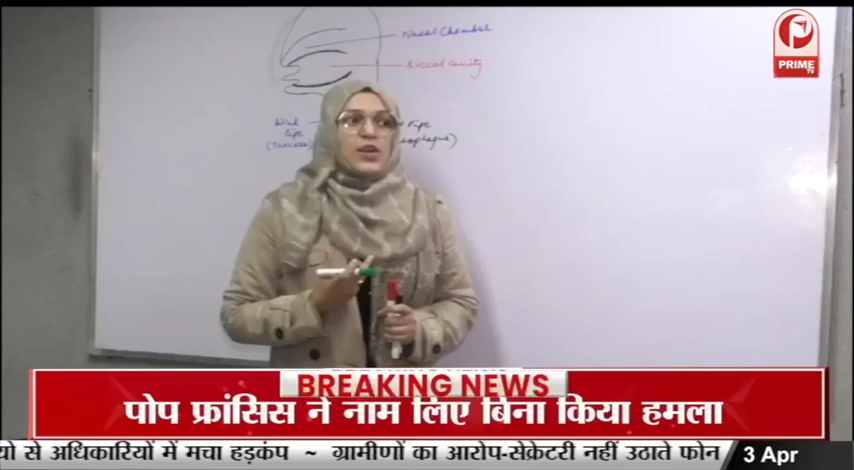 Nasal Chamber
Buccal cavity
Wind
Pipe
Pipe
PRIME
TV
BREAKING NEWS
पोप फ्रांसिस ने नाम लिए बिना किया हमला
यो से अधिकारियों में मचा हड़कंप ~ ग्रामीणों का आरोप-सेक्रेटरी नहीं उठाते फोन
3 Apr